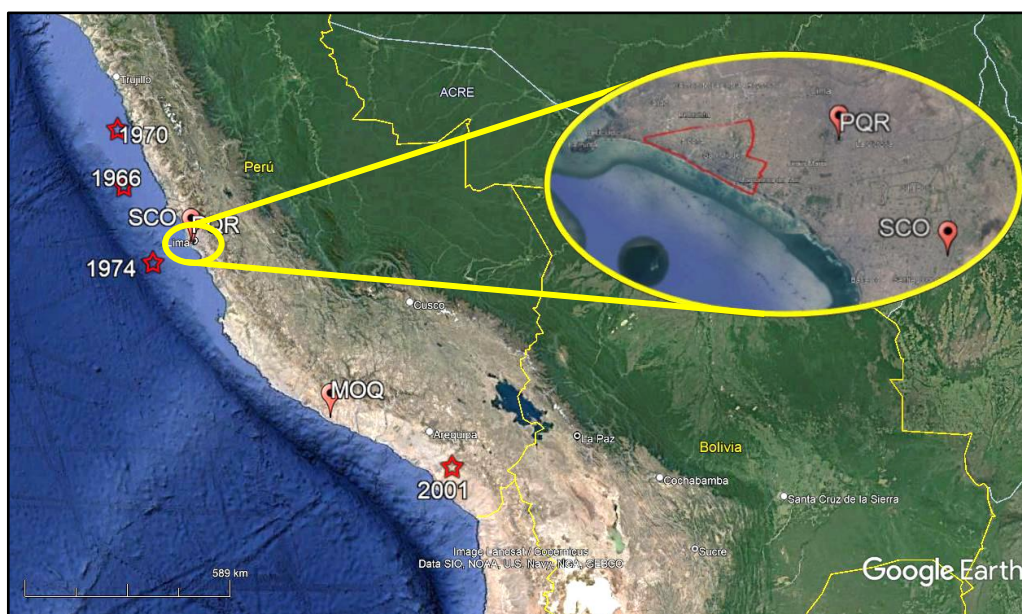 Trujillo
ACRE
1970
Perú
1966
SCO
PQR
Lima
1974
Lima
PQR
SCO
Cusco
MOQ
Arequipa
2001
La Paz
Bolivia
Cochabamba
Santa Cruz de la Sierra
Sucre
Image Landsat / Copernicus
Data SIO, NOAA, U.S. Navy, NGA, GEBCO
589 km
Google Earth